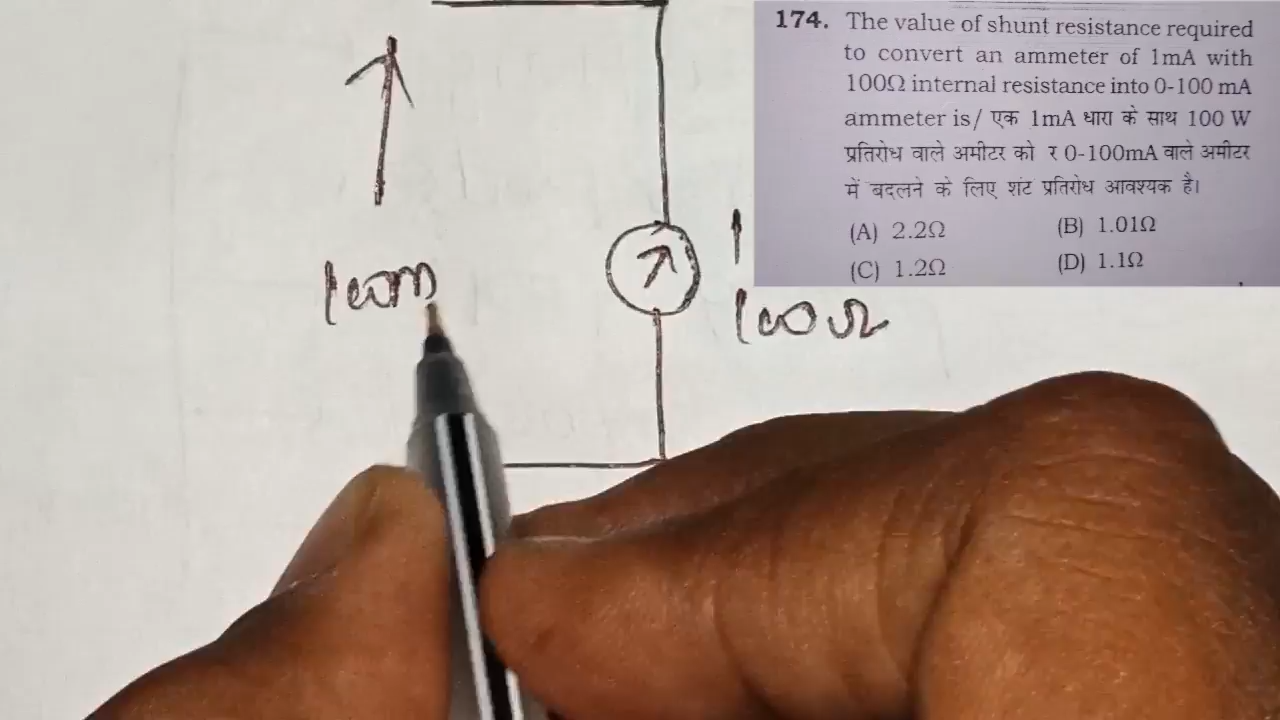 174. The value of shunt resistance required
to convert an ammeter of 1mA with
100Ω internal resistance into 0-100 mA
ammeter is/ एक 1mA धारा के साथ 100 W
प्रतिरोध वाले अमीटर को र 0-100mA वाले अमीटर
में बदलने के लिए शंट प्रतिरोध आवश्यक है।
(A) 2.2Ω (B) 1.01Ω
(C) 1.2Ω (D) 1.1Ω
100m
100Ω